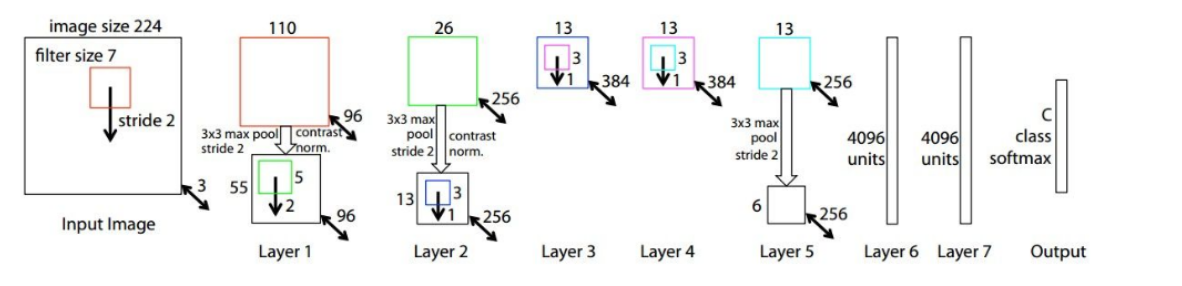 image size 224
filter size 7
stride 2
3
Input Image
110
96
3x3 max pool
stride 2
contrast
norm.
55
5
2
96
Layer 1
26
256
3x3 max
pool
stride 2
contrast
norm.
13
3
1
256
Layer 2
13
3
1
384
Layer 3
13
3
1
384
Layer 4
13
256
3x3 max
pool
stride 2
6
256
Layer 5
4096
units
Layer 6
4096
units
Layer 7
C
class
softmax
Output